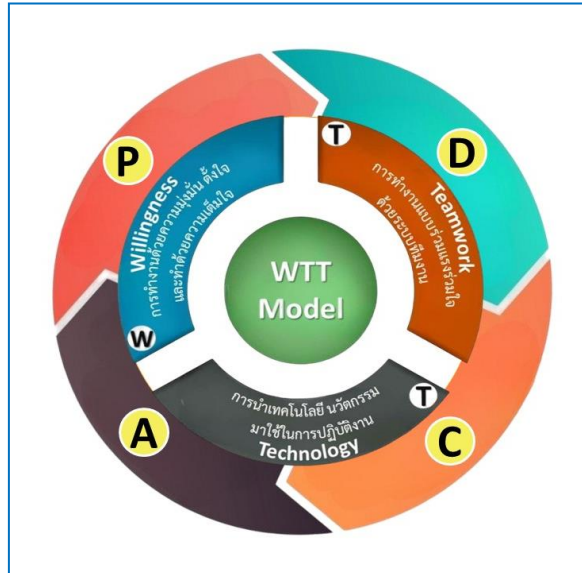 P
D
C
A
WTT
Model
W
Willingness
การทำงานด้วยความมุ่งมั่น ตั้งใจ
และทำด้วยความเต็มใจ
T
Teamwork
การทำงานแบบร่วมแรงร่วมใจ
ด้วยระบบทีมงาน
T
การนำเทคโนโลยี นวัตกรรม
มาใช้ในการปฏิบัติงาน
Technology